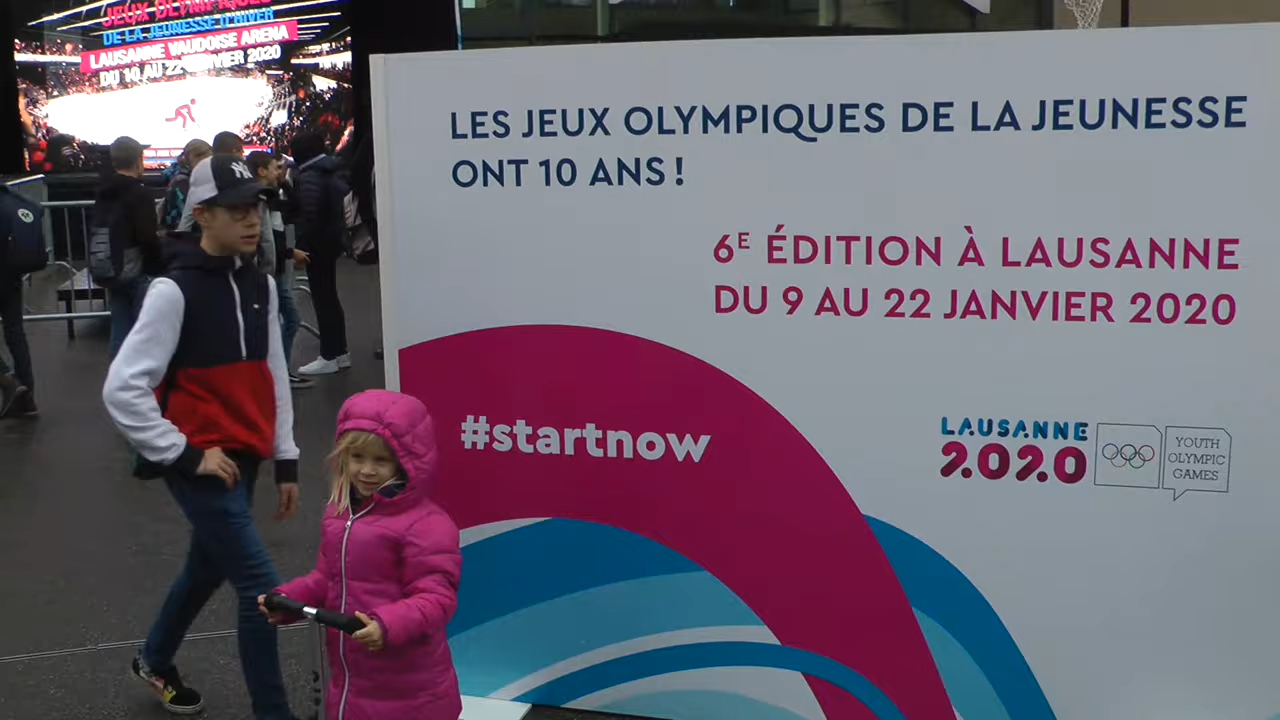 JEUX OLYMPIQUES
DE LA JEUNESSE D'HIVER
LAUSANNE VAUDOISE ARENA
DU 10 AU 22 JANVIER 2020
NY
LES JEUX OLYMPIQUES DE LA JEUNESSE
ONT 10 ANS !
6E ÉDITION À LAUSANNE
DU 9 AU 22 JANVIER 2020
#startnow
LAUSANNE
2020
YOUTH
OLYMPIC
GAMES